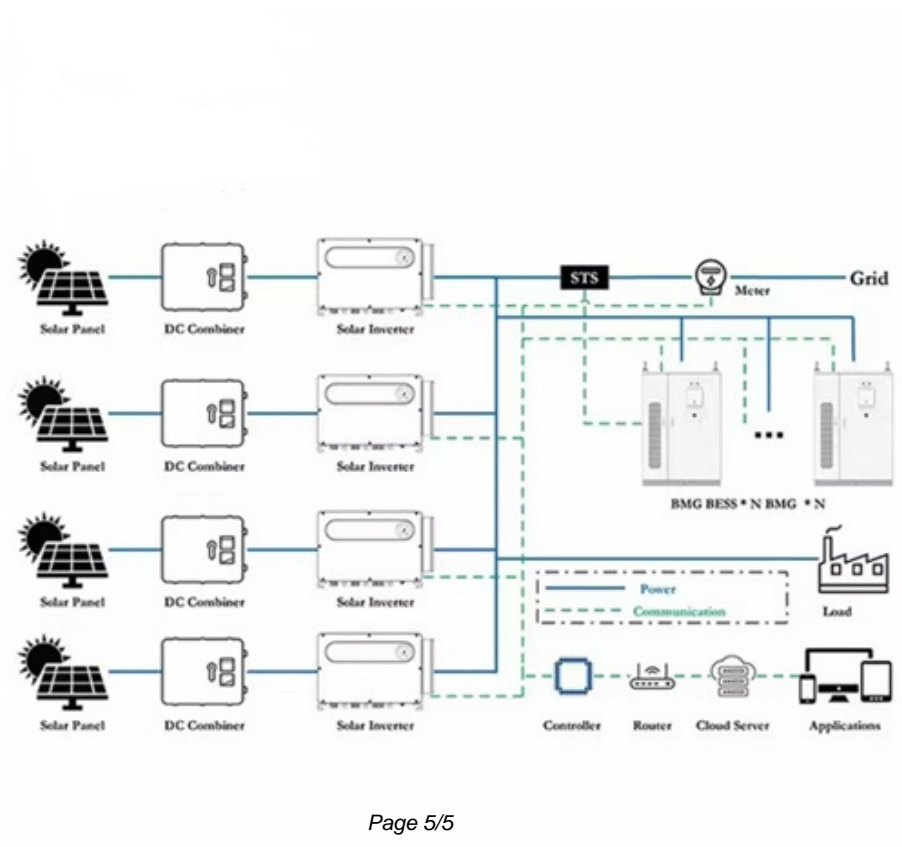 STS
Meter
Grid
Solar Panel
DC Combiner
Solar Inverter
Solar Panel
DC Combiner
Solar Inverter
BMG BESS * N BMG * N
Solar Panel
DC Combiner
Solar Inverter
Power
Communication
Load
Solar Panel
DC Combiner
Solar Inverter
Controller
Router
Cloud Server
Applications
Page 5/5